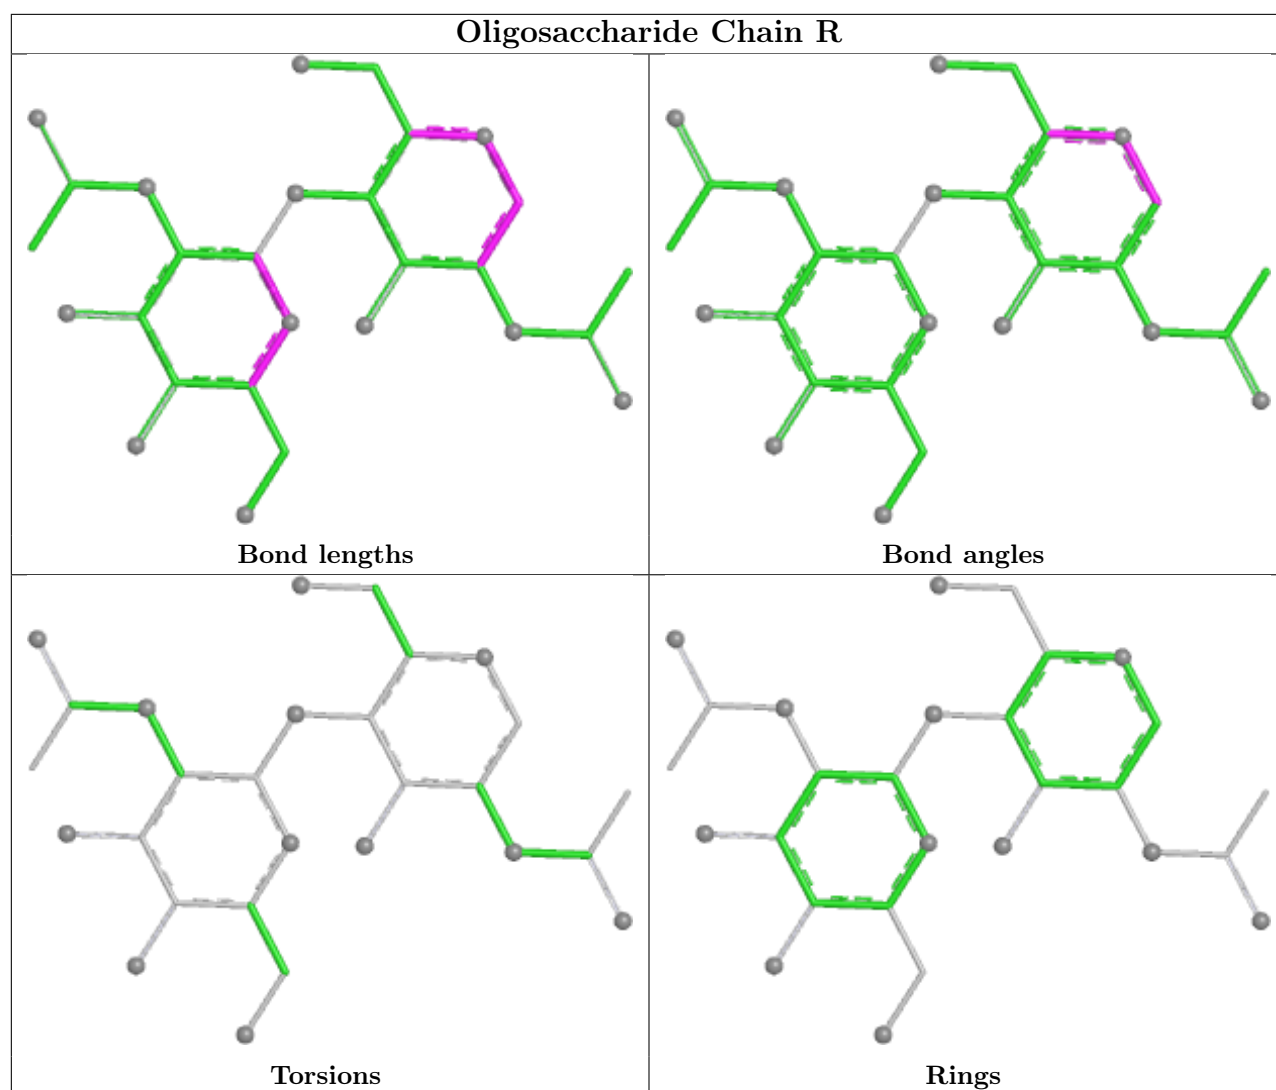 Oligosaccharide Chain R
Bond lengths
Bond angles
Torsions
Rings